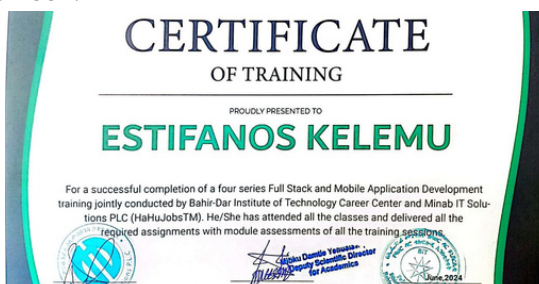 CERTIFICATE
OF TRAINING
PROUDLY PRESENTED TO
ESTIFANOS KELEMU
For a successful completion of a four series Full Stack and Mobile Application Development
training jointly conducted by Bahir-Dar Institute of Technology Career Center and Minab IT Solu-
tions PLC (HaHuJobsTM). He/She has attended all the classes and delivered all the
required assignments with module assessments of all the training sessions.
Damtie
Deputy Scientific Director
for Academics
June,2024